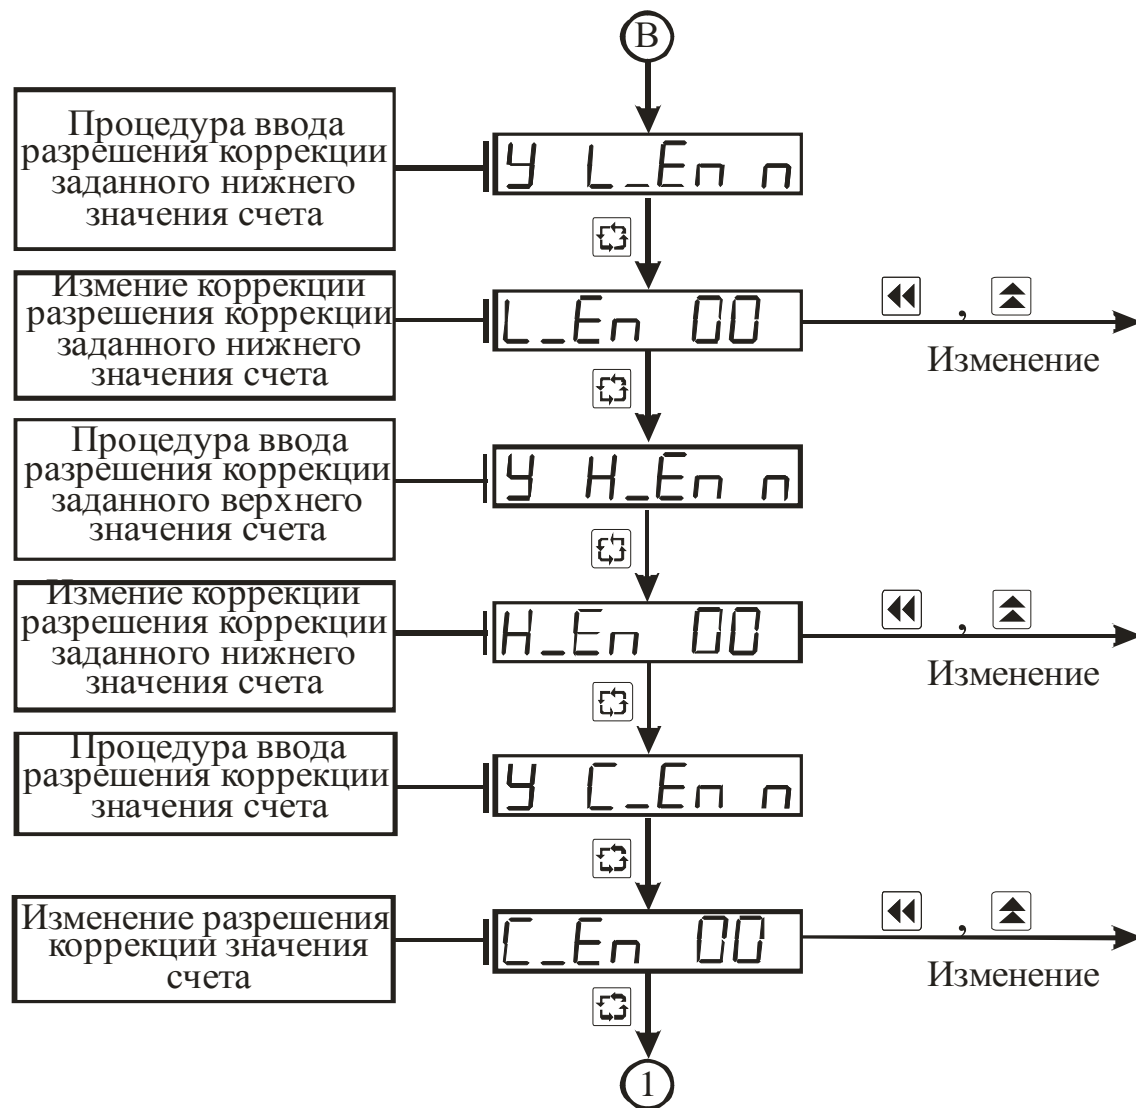 В
Процедура ввода
разрешения коррекции
заданного нижнего
значения счета
У L_En n
Измение коррекции
разрешения коррекции
заданного нижнего
значения счета
L_En 00
,
Изменение
Процедура ввода
разрешения коррекции
заданного верхнего
значения счета
У H_En n
Измение коррекции
разрешения коррекции
заданного нижнего
значения счета
H_En 00
,
Изменение
Процедура ввода
разрешения коррекции
значения счета
У C_En n
Изменение разрешения
коррекций значения
счета
C_En 00
,
Изменение
1